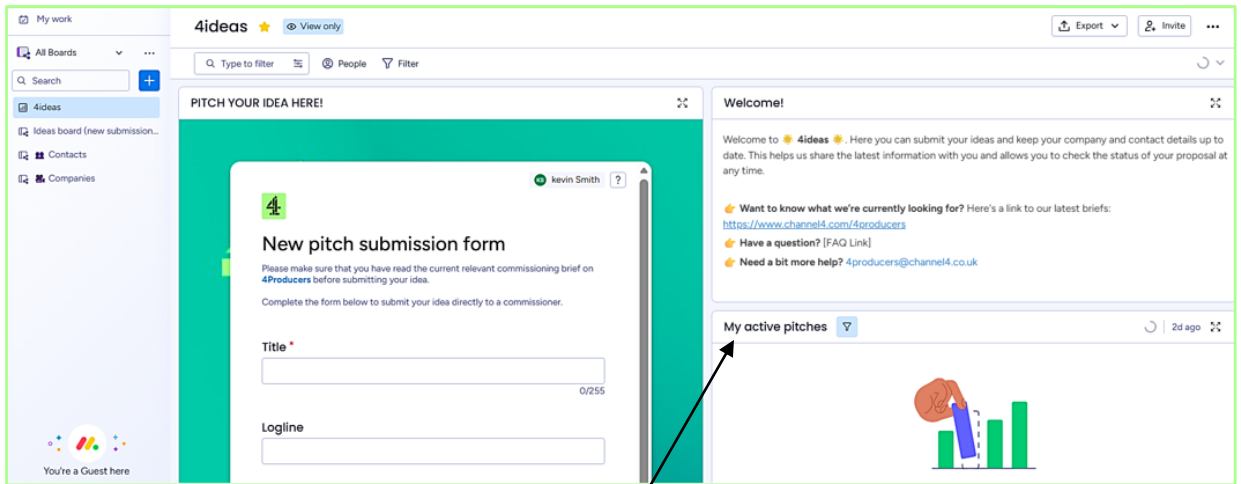 My work
All Boards
Search
4ideas
Ideas board (new submission...
Contacts
Companies
You're a Guest here
4ideas
View only
Export
Invite
Type to filter
People
Filter
PITCH YOUR IDEA HERE!
KS kevin Smith ?
4
New pitch submission form
Please make sure that you have read the current relevant commissioning brief on
4Producers before submitting your idea.
Complete the form below to submit your idea directly to a commissioner.
Title *
0/255
Logline
Welcome!
Welcome to 4ideas . Here you can submit your ideas and keep your company and contact details up to
date. This helps us share the latest information with you and allows you to check the status of your proposal at
any time.
Want to know what we're currently looking for? Here's a link to our latest briefs:
https://www.channel4.com/4producers
Have a question? [FAQ Link]
Need a bit more help? 4producers@channel4.co.uk
My active pitches
2d ago